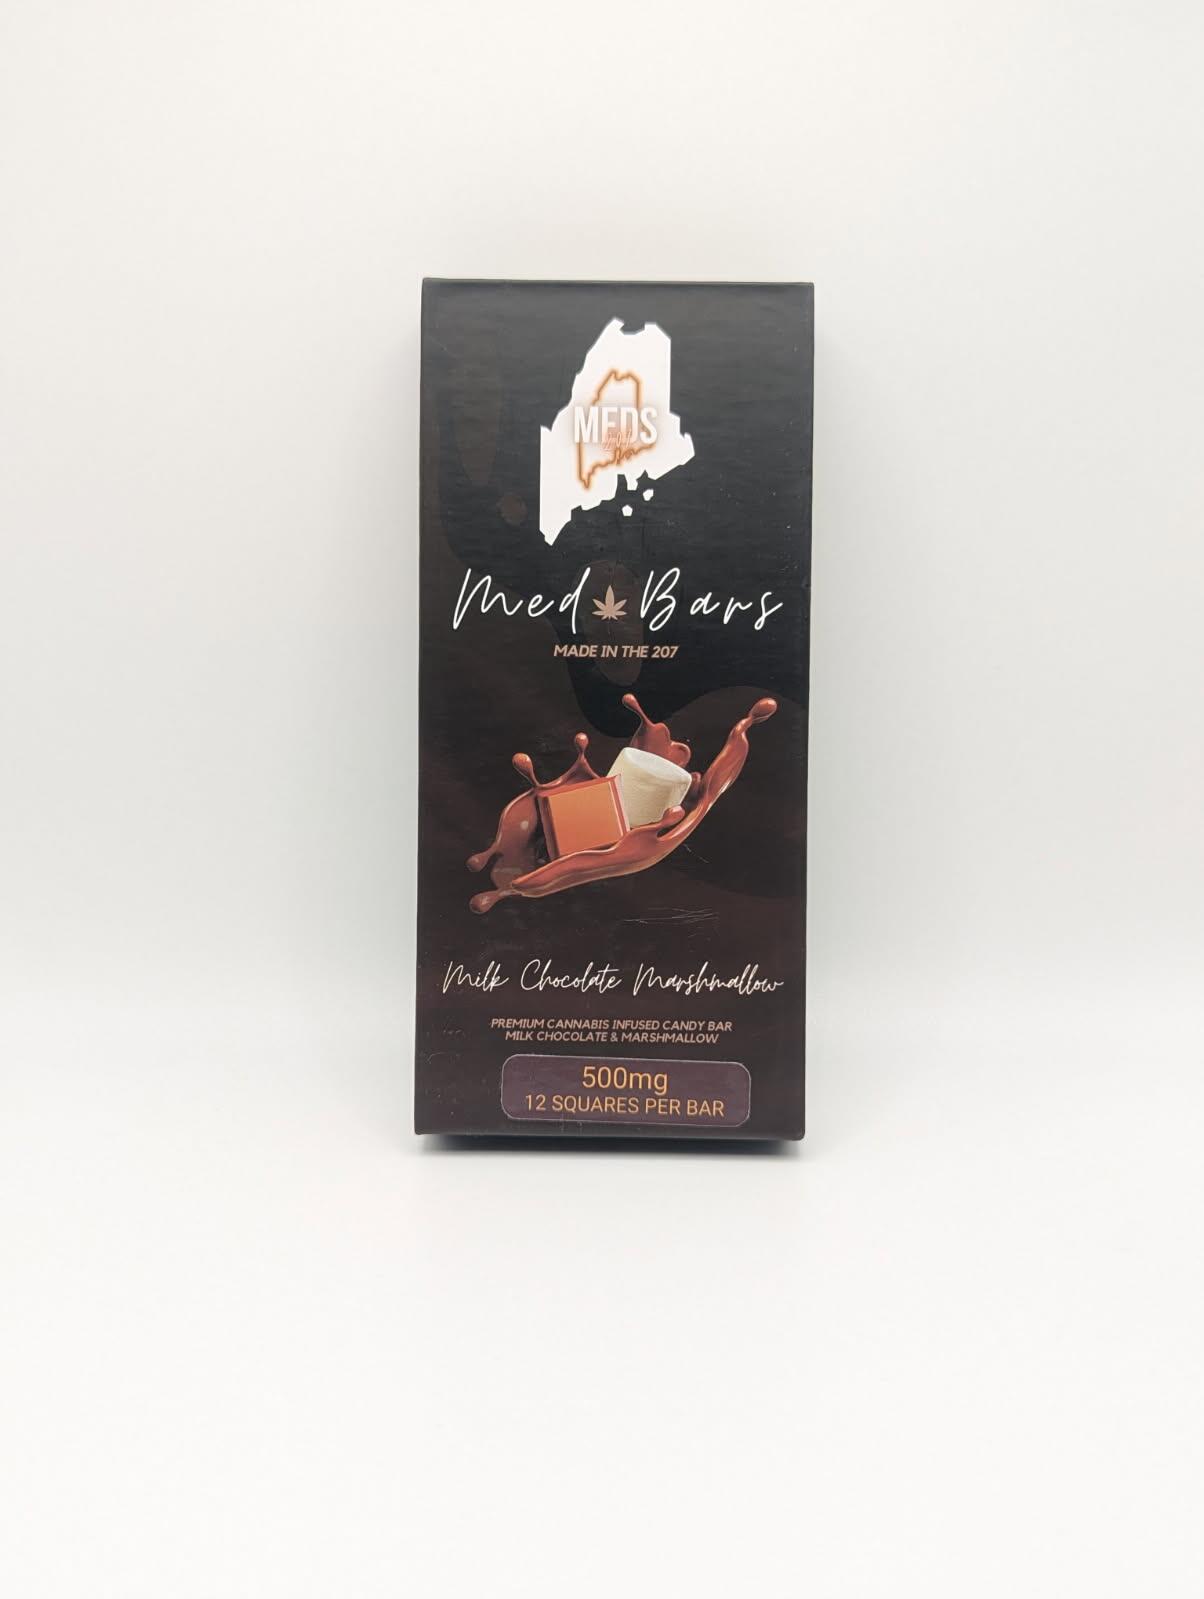 MEDS
207
Med Bars
MADE IN THE 207
Milk Chocolate Marshmallow
PREMIUM CANNABIS INFUSED CANDY BAR
MILK CHOCOLATE & MARSHMALLOW
500mg
12 SQUARES PER BAR